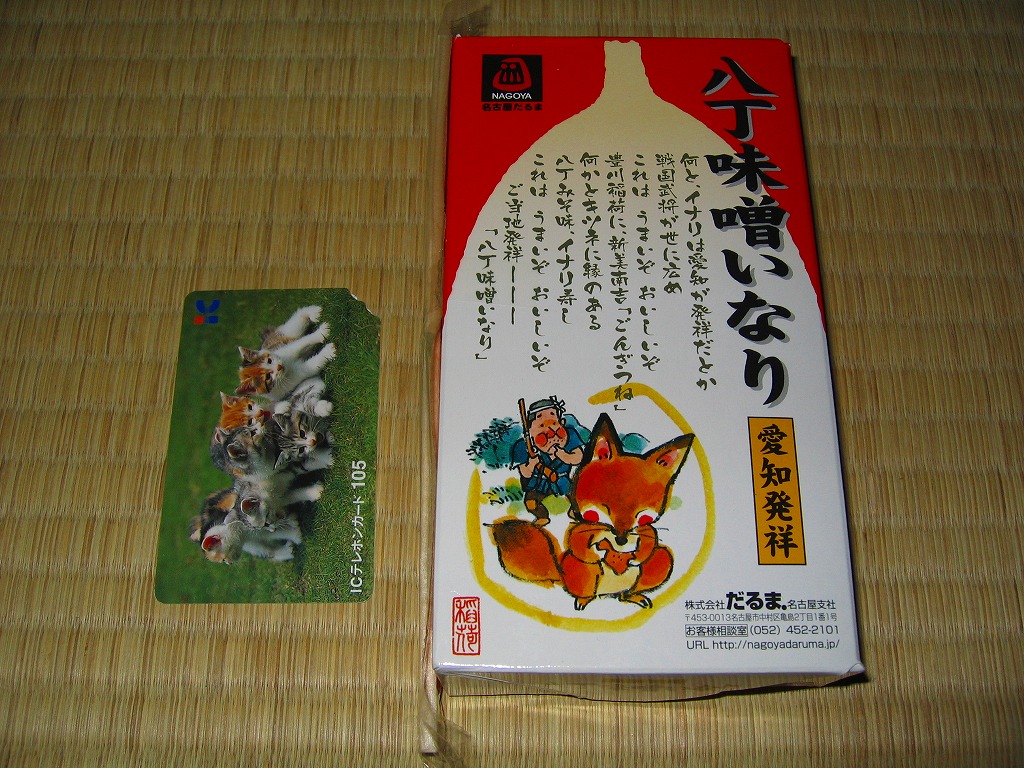 NAGOYA
名古屋だるま
八丁味噌いなり
愛知発祥
何と、イナリは愛知が発祥だとか
戦国武将が世に広め
これは うまいぞ おいしいぞ
豊川稲荷に、新美南吉「ごんぎつね」
何かとキツネに縁のある
八丁みそ味、イナリ寿し
これは うまいぞ おいしいぞ
ご当地発祥ーーー
「八丁味噌いなり」
稲荷
株式会社だるま。名古屋支社
〒453-0013名古屋市中村区亀島2丁目1番1号
お客様相談室(052) 452-2101
URL http://nagoyadaruma.jp/
ICテレホンカード 105